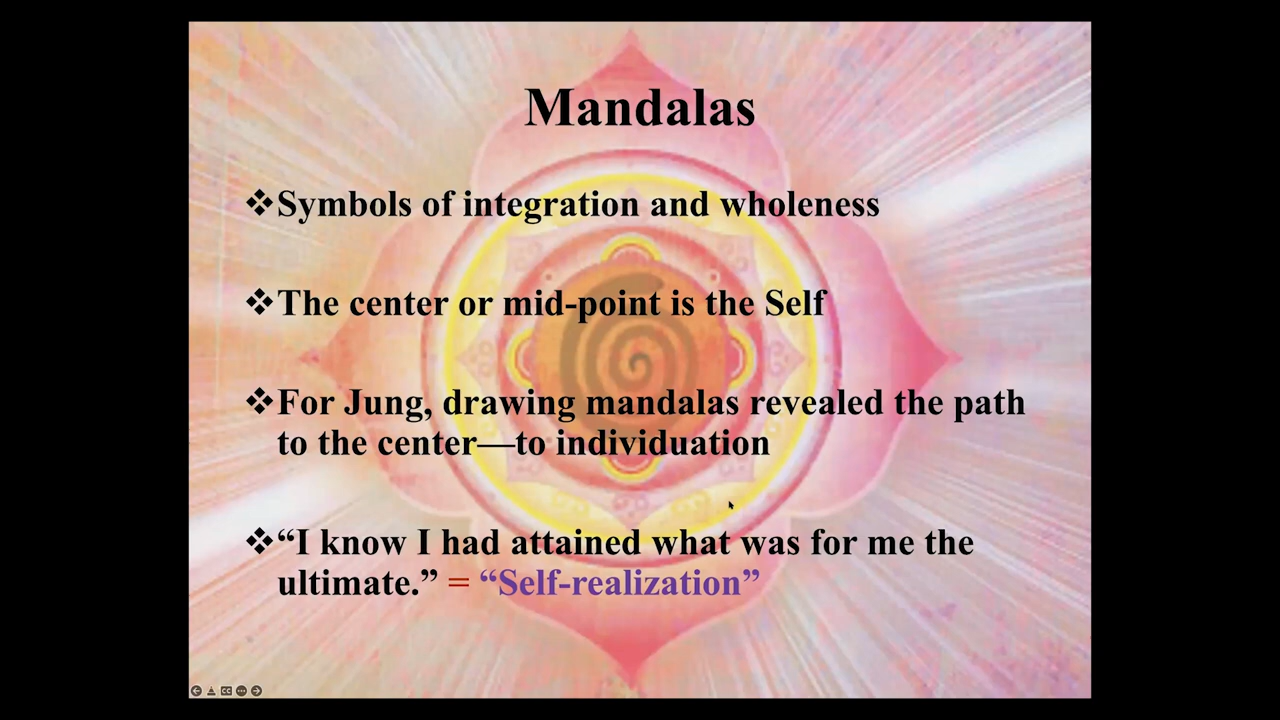 Mandalas
❖Symbols of integration and wholeness
❖The center or mid-point is the Self
❖For Jung, drawing mandalas revealed the path
to the center—to individuation
❖“I know I had attained what was for me the
ultimate.” = “Self-realization”